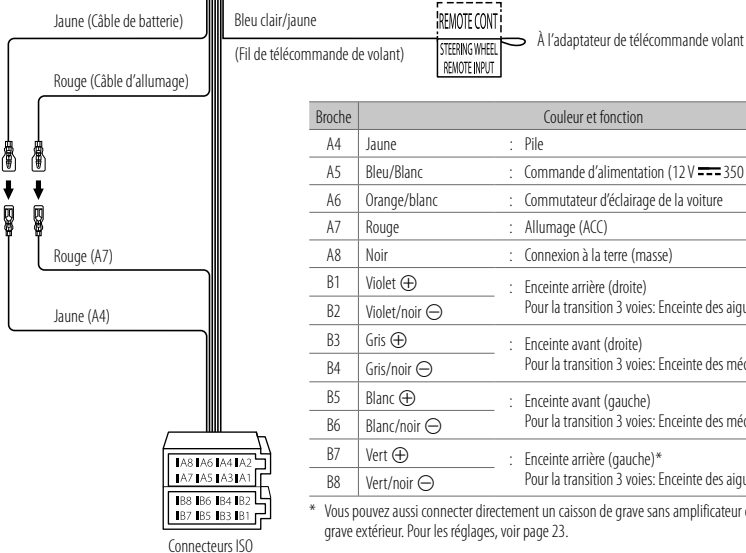 Jaune (Câble de batterie)
Bleu clair/jaune
(Fil de télécommande de volant)
REMOTE CONT
STEERING WHEEL
REMOTE INPUT
À l'adaptateur de télécommande volant
Rouge (Câble d'allumage)
Rouge (A7)
Jaune (A4)
Broche Couleur et fonction
A4 Jaune : Pile
A5 Bleu/Blanc : Commande d'alimentation (12 V ⎓ 350
A6 Orange/blanc : Commutateur d'éclairage de la voiture
A7 Rouge : Allumage (ACC)
A8 Noir : Connexion à la terre (masse)
B1 Violet ⊕ : Enceinte arrière (droite)
Pour la transition 3 voies: Enceinte des
B2 Violet/noir ⊖
B3 Gris ⊕ : Enceinte avant (droite)
Pour la transition 3 voies: Enceinte des
B4 Gris/noir ⊖
B5 Blanc ⊕ : Enceinte avant (gauche)
Pour la transition 3 voies: Enceinte des
B6 Blanc/noir ⊖
B7 Vert ⊕ : Enceinte arrière (gauche)*
Pour la transition 3 voies: Enceinte des
B8 Vert/noir ⊖
* Vous pouvez aussi connecter directement un caisson de grave sans amplificateur
grave extérieur. Pour les réglages, voir page 23.
A8 A6 A4 A2
A7 A5 A3 A1
B8 B6 B4 B2
B7 B5 B3 B1
Connecteurs ISO